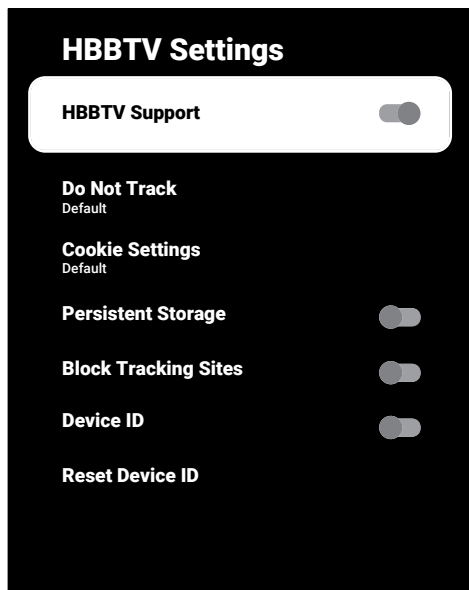 HBBTV Settings
HBBTV Support
Do Not Track
Default
Cookie Settings
Default
Persistent Storage
Block Tracking Sites
Device ID
Reset Device ID